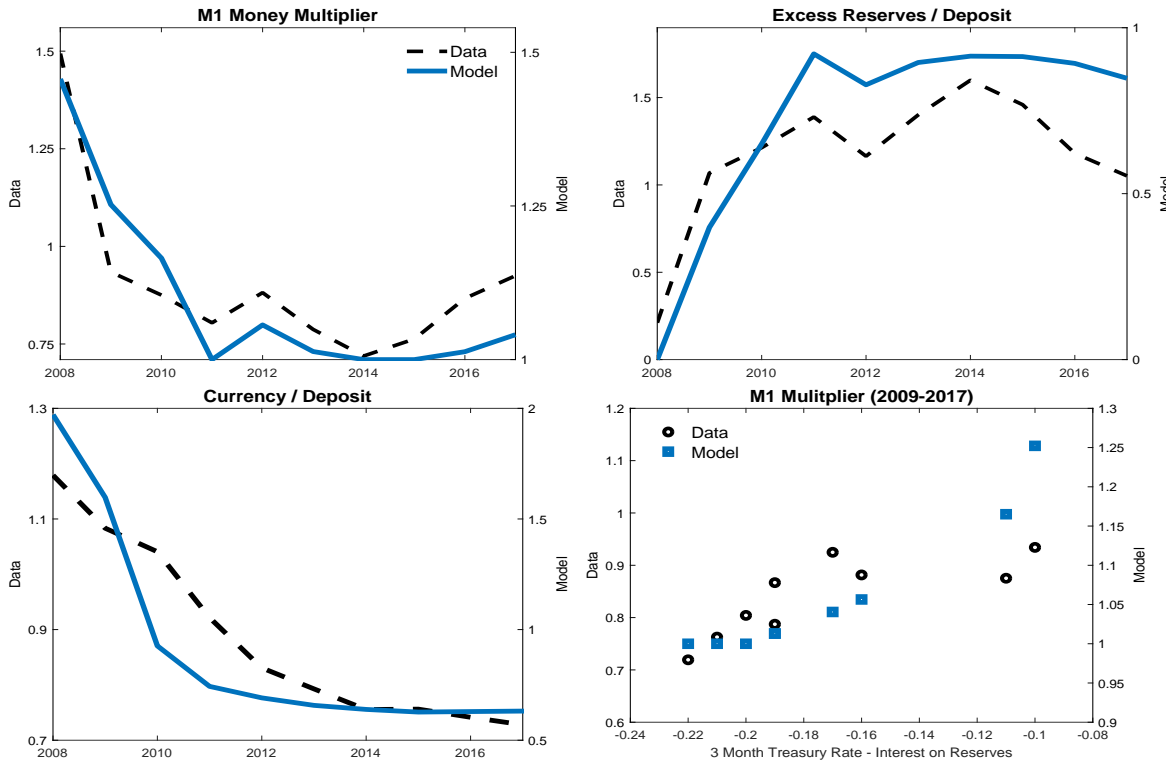 M1 Money Multiplier
1.5
1.25
1
0.75
Data
1.5
1.25
1
Model
Data
Model
2008 2010 2012 2014 2016
Excess Reserves / Deposit
1.5
1
0.5
0
Data
1
0.5
0
Model
2008 2010 2012 2014 2016
Currency / Deposit
1.3
1.1
0.9
0.7
Data
2
1.5
1
0.5
Model
2008 2010 2012 2014 2016
M1 Mulitplier (2009-2017)
1.2
1.1
1
0.9
0.8
0.7
0.6
Data
1.3
1.25
1.2
1.15
1.1
1.05
1
0.95
0.9
Model
Data
Model
-0.24 -0.22 -0.2 -0.18 -0.16 -0.14 -0.12 -0.1 -0.08
3 Month Treasury Rate - Interest on Reserves